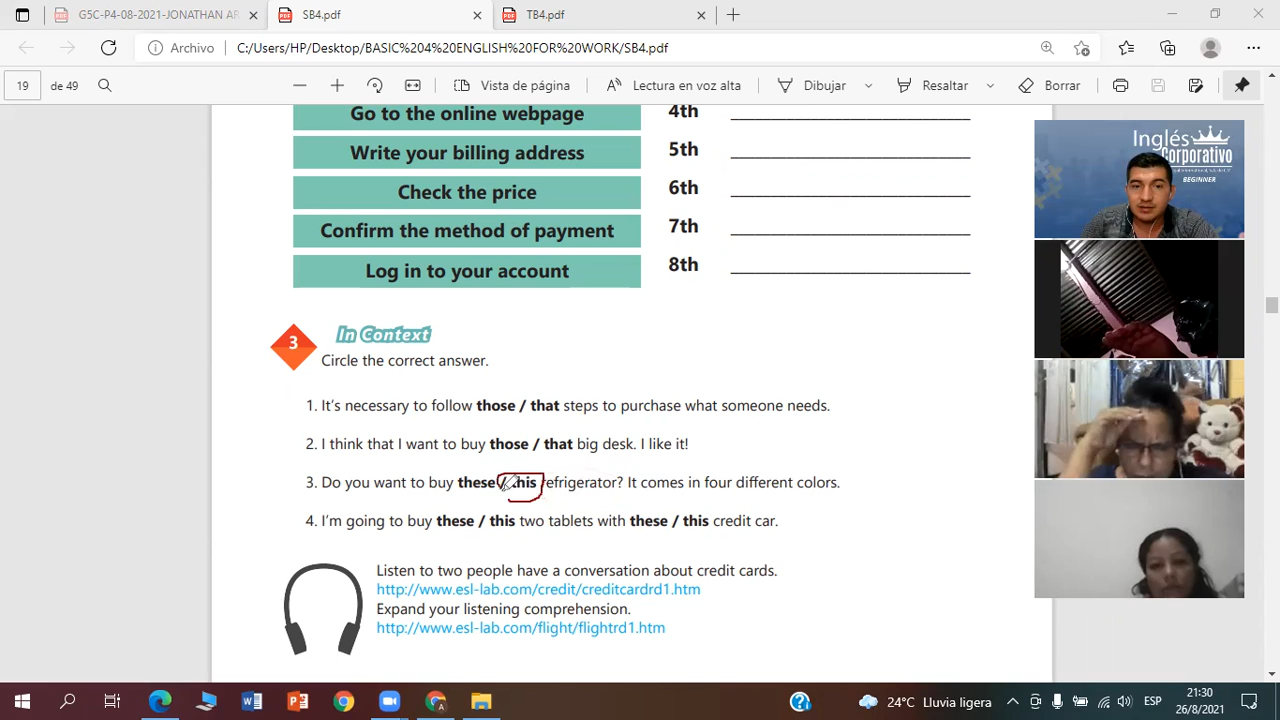 G5C-P4-08-2021-JONATHAN AR
SB4.pdf
TB4.pdf
Archivo
C:/Users/HP/Desktop/BASIC%204%20ENGLISH%20FOR%20WORK/SB4.pdf
19
de 49
Vista de página
Lectura en voz alta
Dibujar
Resaltar
Borrar
Go to the online webpage
4th
Write your billing address
5th
Check the price
6th
Confirm the method of payment
7th
Log in to your account
8th
3
In Context
Circle the correct answer.
1. It's necessary to follow those / that steps to purchase what someone needs.
2. I think that I want to buy those / that big desk. I like it!
3. Do you want to buy these / this refrigerator? It comes in four different colors.
4. I'm going to buy these / this two tablets with these / this credit car.
Listen to two people have a conversation about credit cards.
http://www.esl-lab.com/credit/creditcardrd1.htm
Expand your listening comprehension.
http://www.esl-lab.com/flight/flightrd1.htm
Inglés
Corporativo
BEGINNER
24°C Lluvia ligera
ESP
21:30
26/8/2021